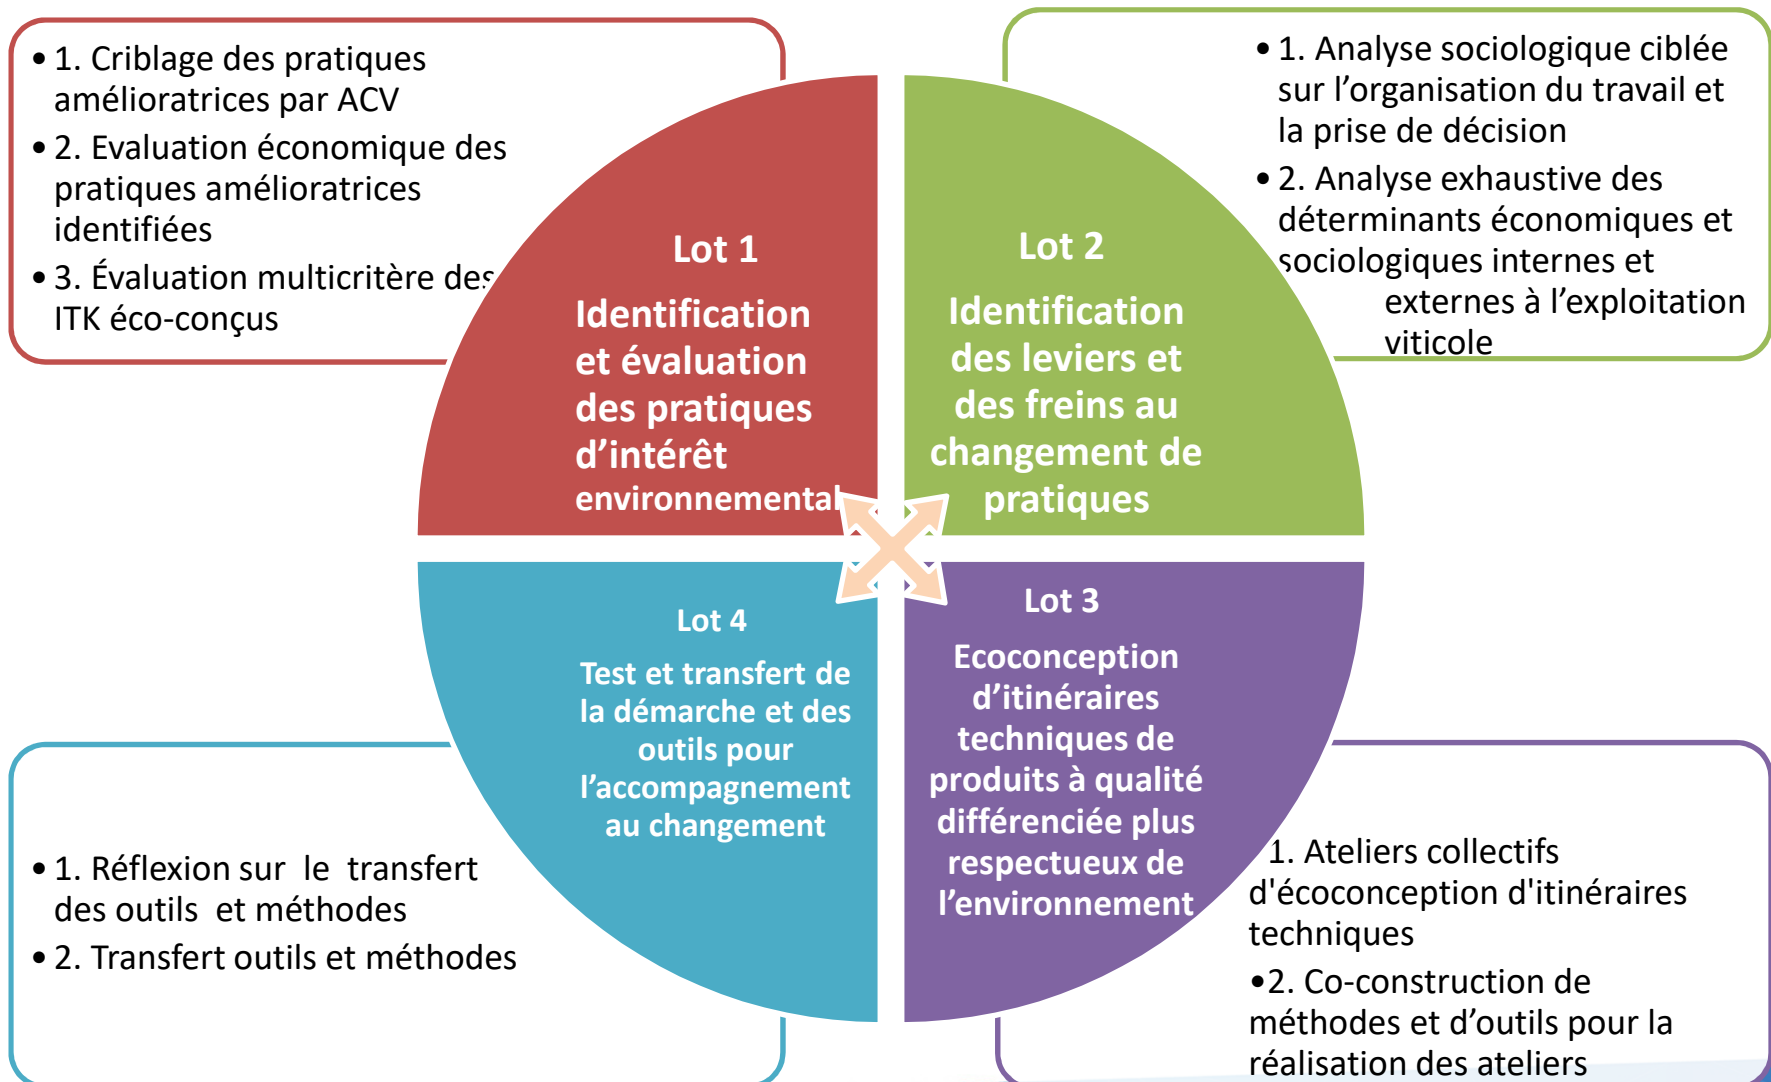 • 1. Criblage des pratiques
amélioratrices par ACV
• 2. Evaluation économique des
pratiques amélioratrices
identifiées
• 3. Évaluation multicritère des
ITK éco-conçus
• 1. Analyse sociologique ciblée
sur l’organisation du travail et
la prise de décision
• 2. Analyse exhaustive des
déterminants économiques et
sociologiques internes et
externes à l’exploitation
viticole
Lot 1
Identification
et évaluation
des pratiques
d’intérêt
environnemental
Lot 2
Identification
des leviers et
des freins au
changement de
pratiques
Lot 4
Test et transfert de
la démarche et des
outils pour
l’accompagnement
au changement
Lot 3
Ecoconception
d’itinéraires
techniques de
produits à qualité
différenciée plus
respectueux de
l’environnement
• 1. Réflexion sur le transfert
des outils et méthodes
• 2. Transfert outils et méthodes
1. Ateliers collectifs
d'écoconception d'itinéraires
techniques
•2. Co-construction de
méthodes et d’outils pour la
réalisation des ateliers